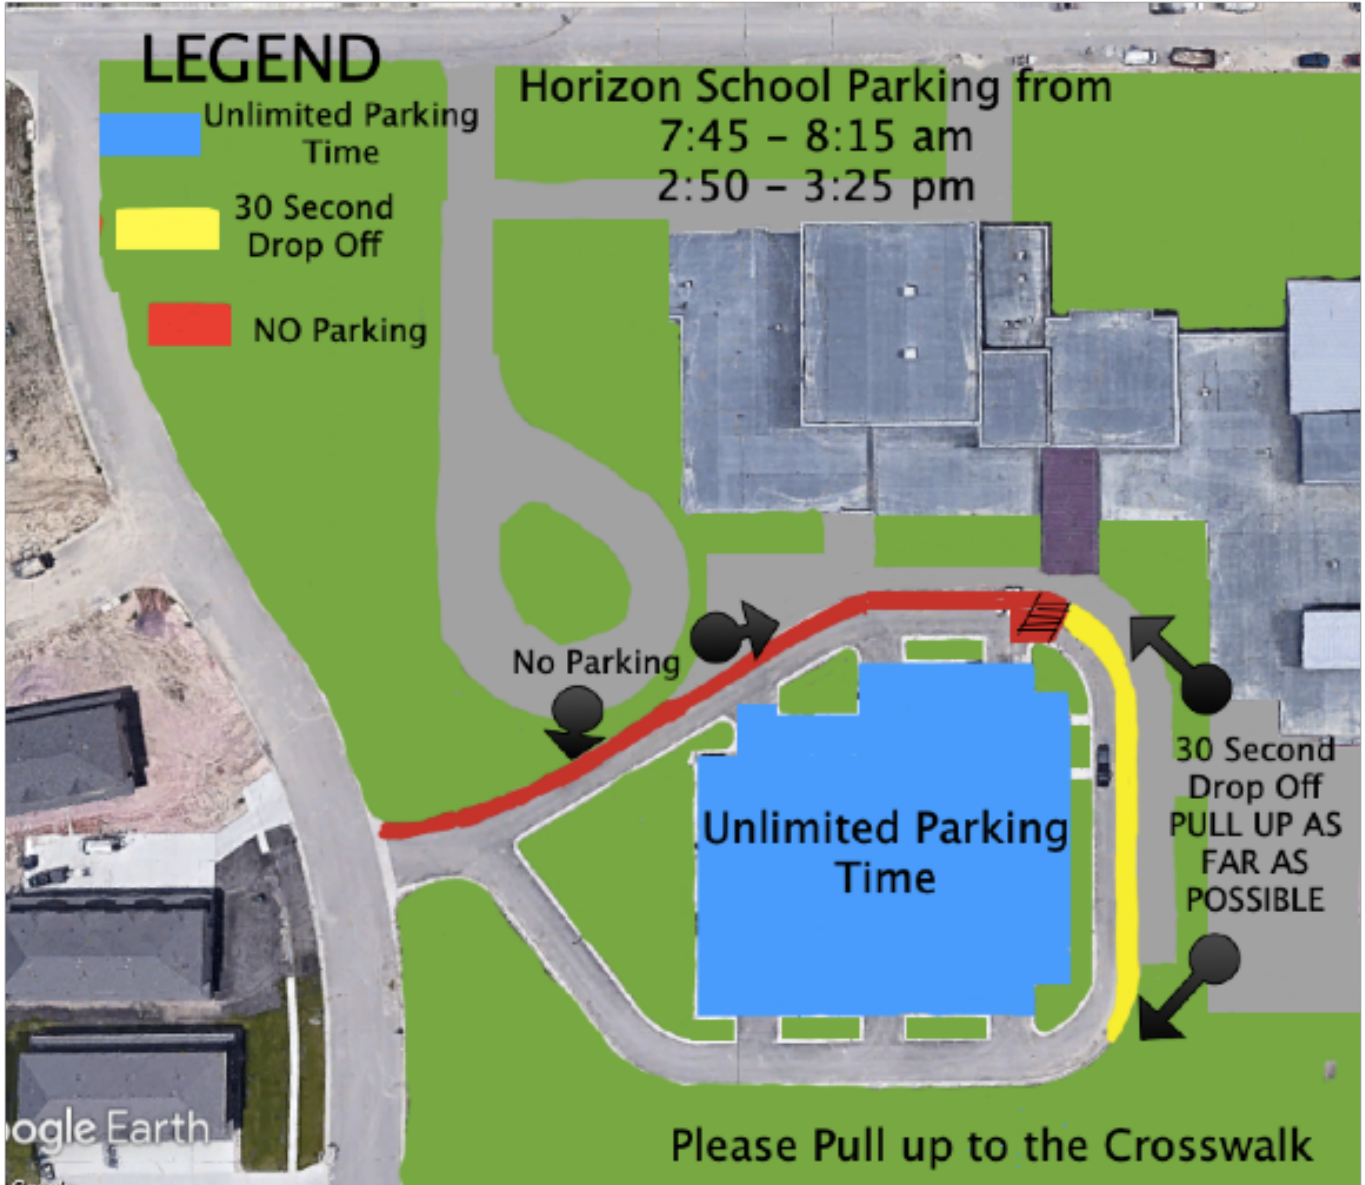 LEGEND
Unlimited Parking
Time
30 Second
Drop Off
NO Parking
Horizon School Parking from
7:45 – 8:15 am
2:50 – 3:25 pm
No Parking
Unlimited Parking
Time
30 Second
Drop Off
PULL UP AS
FAR AS
POSSIBLE
oogle Earth
Please Pull up to the Crosswalk